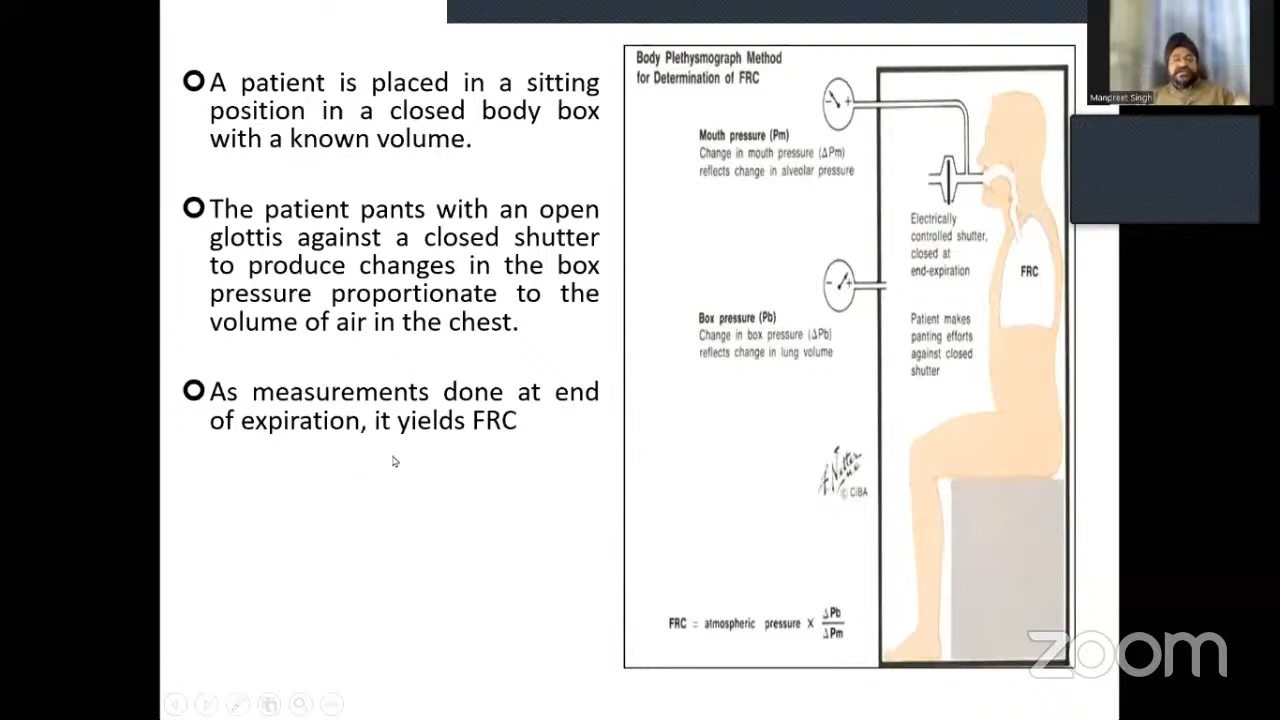 A patient is placed in a sitting
position in a closed body box
with a known volume.
The patient pants with an open
glottis against a closed shutter
to produce changes in the box
pressure proportionate to the
volume of air in the chest.
As measurements done at end
of expiration, it yields FRC
Body Plethysmograph Method
for Determination of FRC
Mouth pressure (Pm)
Change in mouth pressure (ΔPm)
reflects change in alveolar pressure
Electrically
controlled shutter,
closed at
end-expiration
FRC
Box pressure (Pb)
Change in box pressure (ΔPb)
reflects change in lung volume
Patient makes
panting efforts
against closed
shutter
© CIBA
FRC = atmospheric pressure X ΔPb
ΔPm
Manpreet Singh
zoom